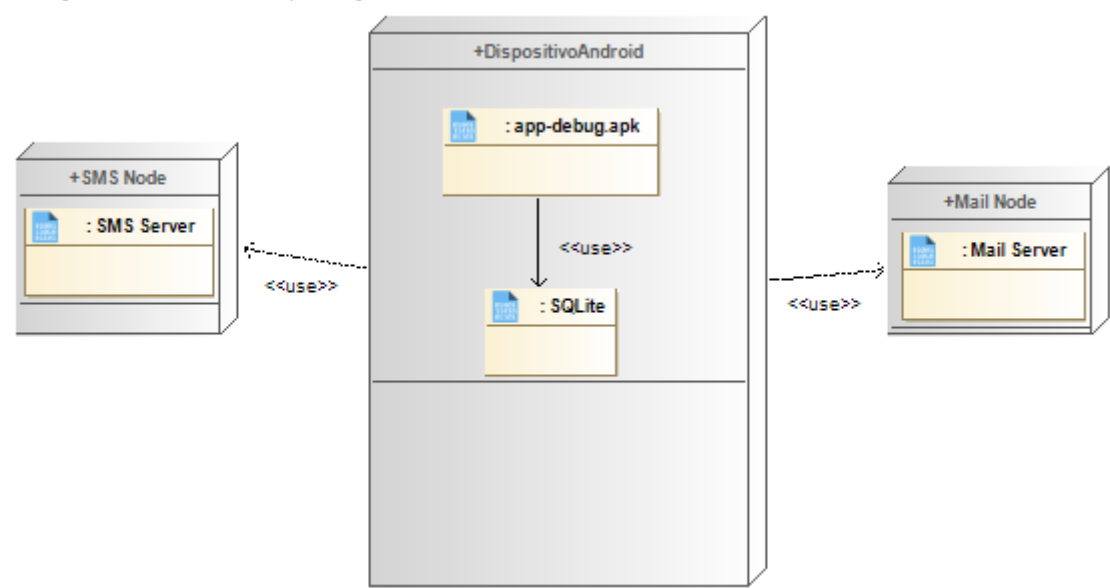 +DispositivoAndroid
: app-debug.apk
+SMS Node
: SMS Server
<<use>>
<<use>>
: SQLite
+Mail Node
: Mail Server
<<use>>